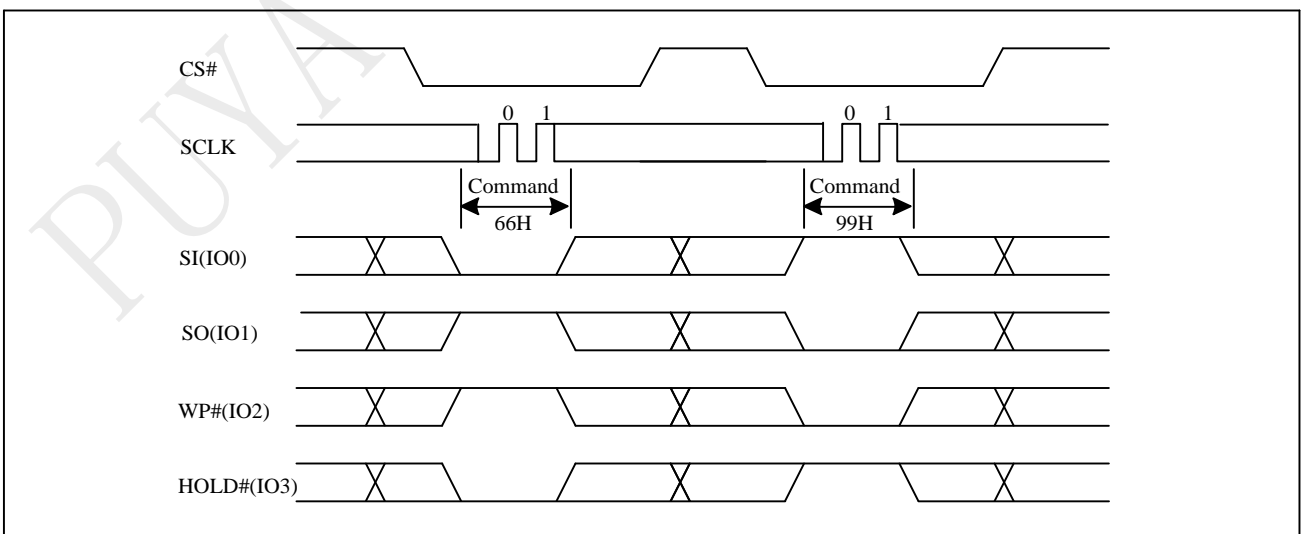 PUYA
CS#
0 1 0 1
SCLK
Command Command
66H 99H
SI(IO0)
SO(IO1)
WP#(IO2)
HOLD#(IO3)